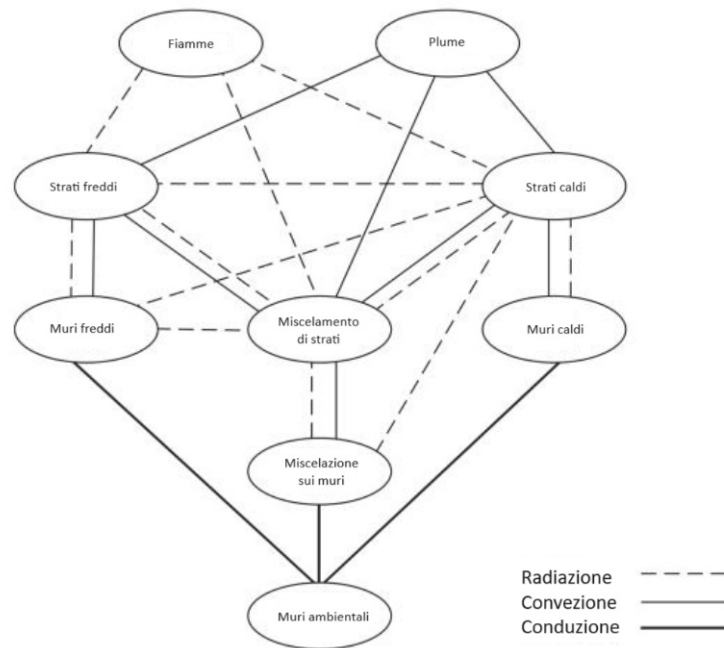 Fiamme
Plume
Strati freddi
Strati caldi
Muri freddi
Miscelamento
di strati
Muri caldi
Miscelazione
sui muri
Muri ambientali
Radiazione
Convezione
Conduzione